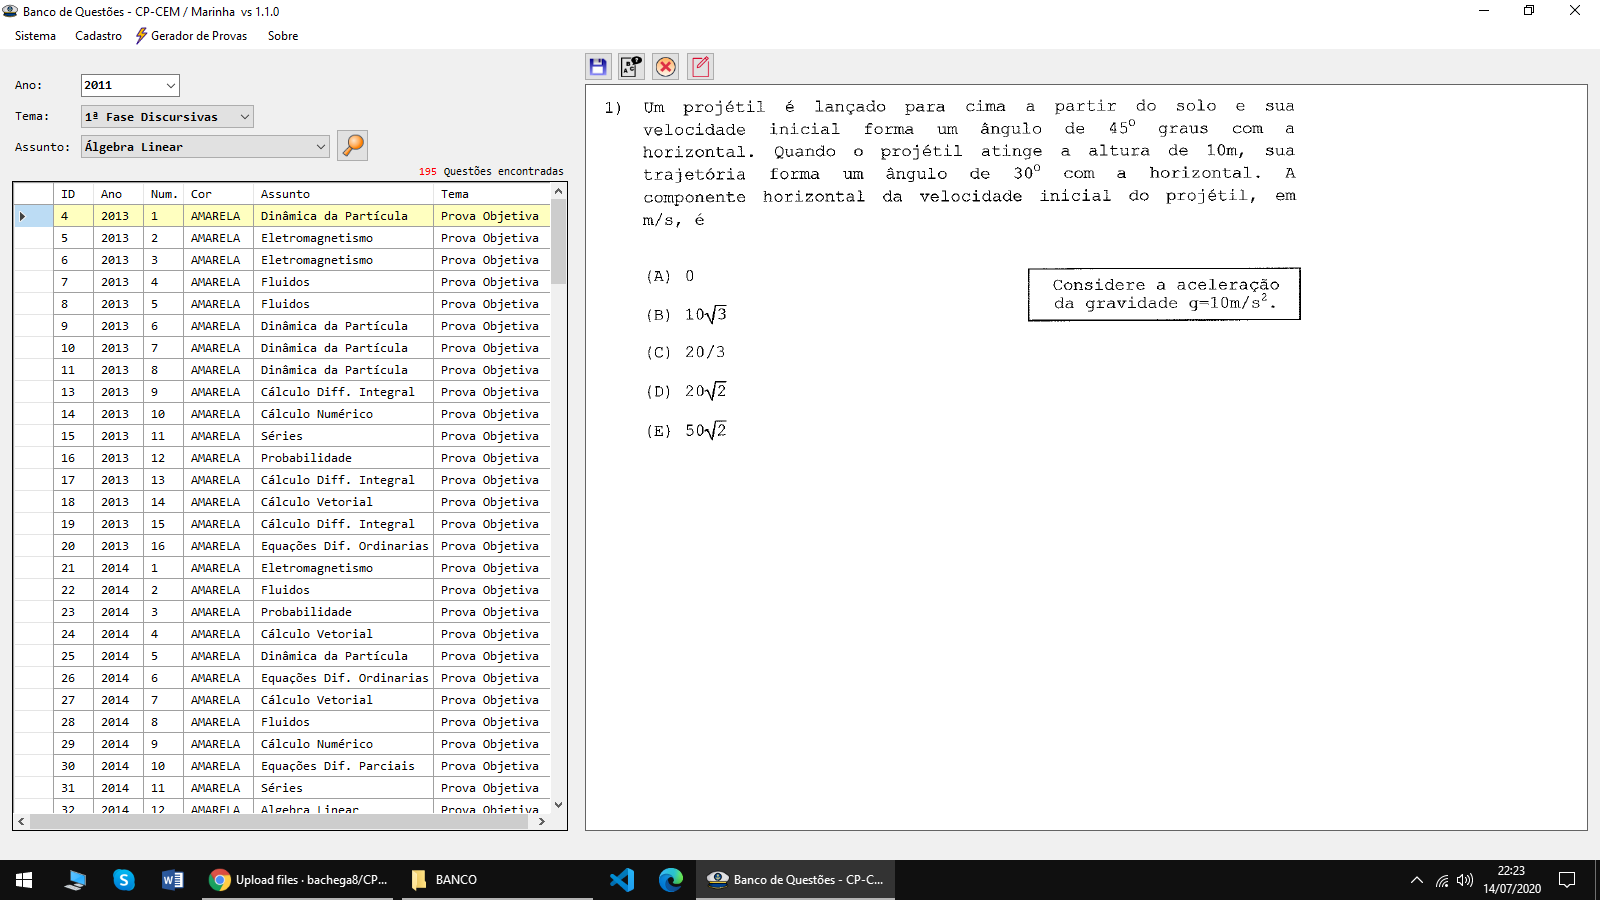 Banco de Questões - CP-CEM / Marinha vs 1.1.0
Sistema Cadastro Gerador de Provas Sobre
Ano: 2011
Tema: 1ª Fase Discursivas
Assunto: Álgebra Linear
195 Questões encontradas
ID Ano Num. Cor Assunto Tema
4 2013 1 AMARELA Dinâmica da Partícula Prova Objetiva
5 2013 2 AMARELA Eletromagnetismo Prova Objetiva
6 2013 3 AMARELA Eletromagnetismo Prova Objetiva
7 2013 4 AMARELA Fluidos Prova Objetiva
8 2013 5 AMARELA Fluidos Prova Objetiva
9 2013 6 AMARELA Dinâmica da Partícula Prova Objetiva
10 2013 7 AMARELA Dinâmica da Partícula Prova Objetiva
11 2013 8 AMARELA Dinâmica da Partícula Prova Objetiva
13 2013 9 AMARELA Cálculo Diff. Integral Prova Objetiva
14 2013 10 AMARELA Cálculo Numérico Prova Objetiva
15 2013 11 AMARELA Séries Prova Objetiva
16 2013 12 AMARELA Probabilidade Prova Objetiva
17 2013 13 AMARELA Cálculo Diff. Integral Prova Objetiva
18 2013 14 AMARELA Cálculo Vetorial Prova Objetiva
19 2013 15 AMARELA Cálculo Diff. Integral Prova Objetiva
20 2013 16 AMARELA Equações Dif. Ordinarias Prova Objetiva
21 2014 1 AMARELA Eletromagnetismo Prova Objetiva
22 2014 2 AMARELA Fluidos Prova Objetiva
23 2014 3 AMARELA Probabilidade Prova Objetiva
24 2014 4 AMARELA Cálculo Vetorial Prova Objetiva
25 2014 5 AMARELA Dinâmica da Partícula Prova Objetiva
26 2014 6 AMARELA Equações Dif. Ordinarias Prova Objetiva
27 2014 7 AMARELA Cálculo Vetorial Prova Objetiva
28 2014 8 AMARELA Fluidos Prova Objetiva
29 2014 9 AMARELA Cálculo Numérico Prova Objetiva
30 2014 10 AMARELA Equações Dif. Parciais Prova Objetiva
31 2014 11 AMARELA Séries Prova Objetiva
32 2014 12 AMARELA Álgebra Linear Prova Objetiva
1) Um projétil é lançado para cima a partir do solo e sua
velocidade inicial forma um ângulo de 45º graus com a
horizontal. Quando o projétil atinge a altura de 10m, sua
trajetória forma um ângulo de 30º com a horizontal. A
componente horizontal da velocidade inicial do projétil, em
m/s, é
(A) 0
(B) 10√3
(C) 20/3
(D) 20√2
(E) 50√2
Considere a aceleração
da gravidade g=10m/s².
Upload files · bachega8/CP... BANCO Banco de Questões - CP-C...
22:23
14/07/2020